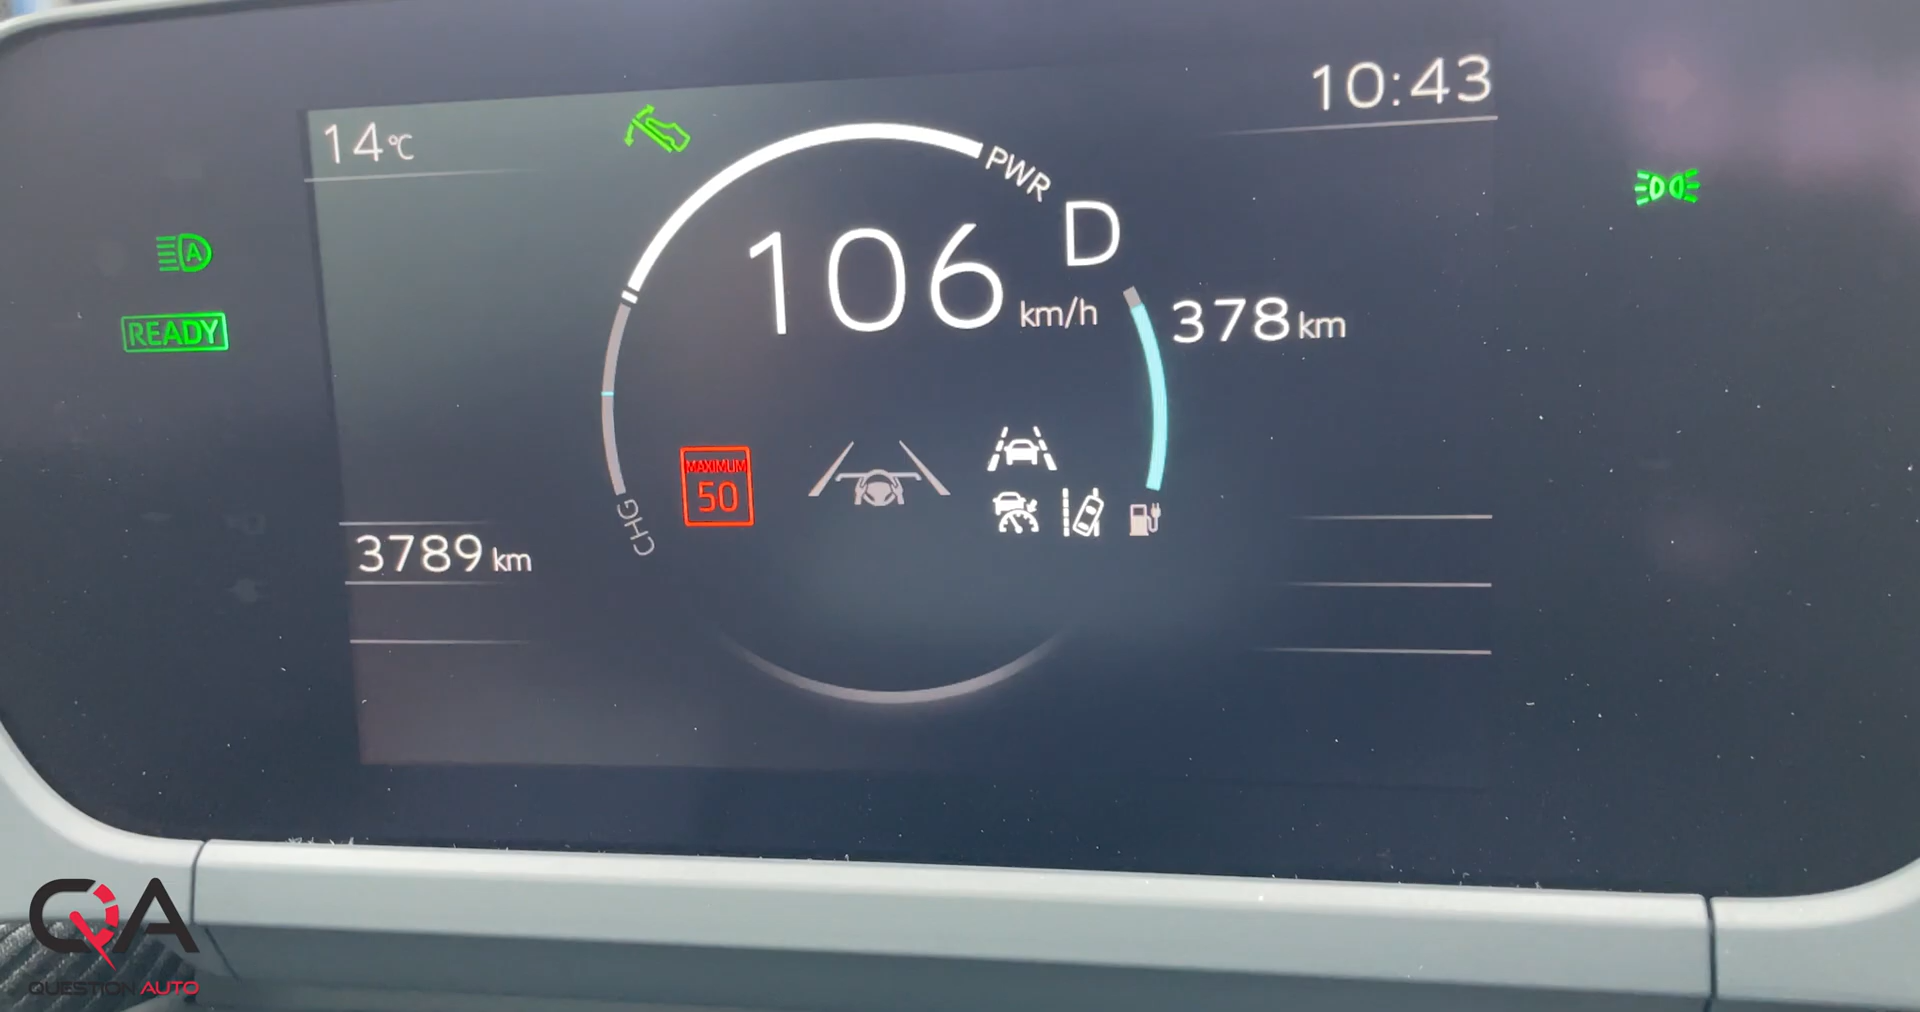 10:43
14°C
PWR
D
A
106 km/h
READY
378 km
MAXIMUM
50
CHG
3789 km
QA
QUESTION AUTO